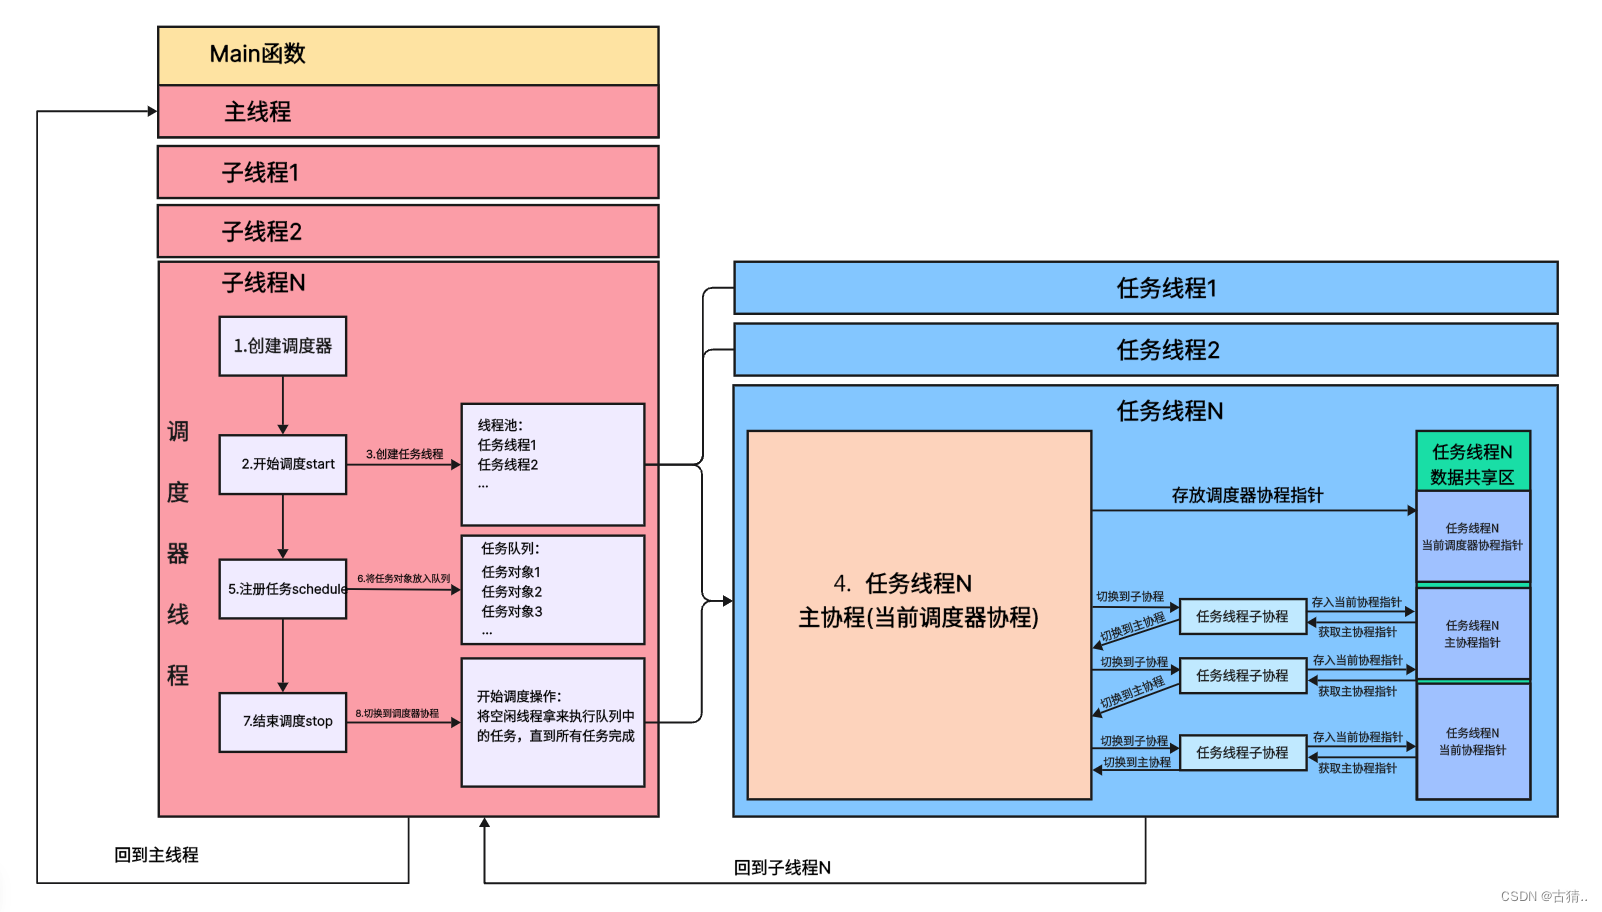 Main函数
主线程
子线程1
子线程2
子线程N
调
度
器
线
程
1.创建调度器
2.开始调度start
3.创建任务线程
线程池：
任务线程1
任务线程2
...
5.注册任务schedule
6.将任务对象放入队列
任务队列：
任务对象1
任务对象2
任务对象3
...
7.结束调度stop
8.切换到调度器协程
开始调度操作：
将空闲线程拿来执行队列中
的任务，直到所有任务完成
回到主线程
任务线程1
任务线程2
任务线程N
4. 任务线程N
主协程(当前调度器协程)
存放调度器协程指针
任务线程N
数据共享区
任务线程N
当前调度器协程指针
切换到子协程
切换到主协程
任务线程子协程
存入当前协程指针
获取主协程指针
任务线程N
主协程指针
切换到子协程
切换到主协程
任务线程子协程
存入当前协程指针
获取主协程指针
切换到子协程
切换到主协程
任务线程子协程
存入当前协程指针
获取主协程指针
任务线程N
当前协程指针
回到子线程N
CSDN @古猜..